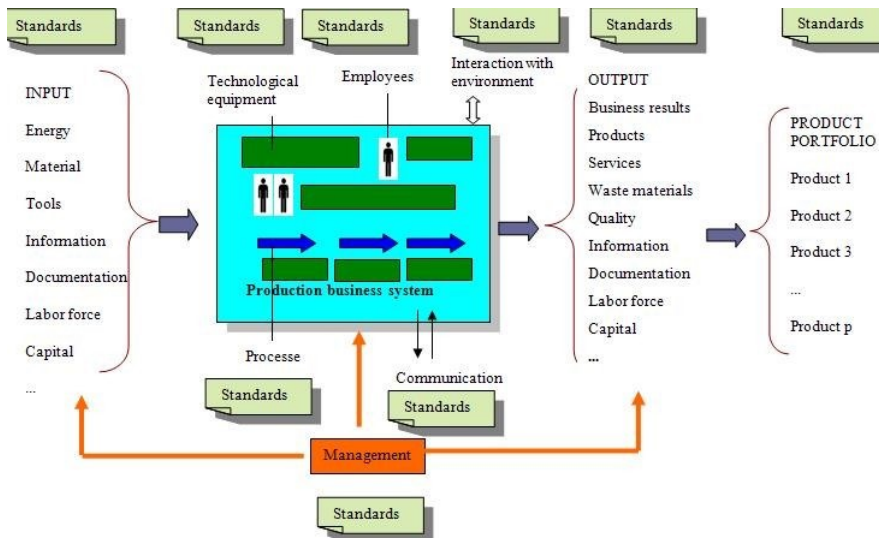 Standards
Standards
Standards
Standards
Standards
Standards
INPUT
Energy
Material
Tools
Information
Documentation
Labor force
Capital
...
Technological
equipment
Employees
Interaction with
environment
Production business system
Processe
Communication
Standards
Standards
Management
Standards
OUTPUT
Business results
Products
Services
Waste materials
Quality
Information
Documentation
Labor force
Capital
...
PRODUCT
PORTFOLIO
Product 1
Product 2
Product 3
...
Product p